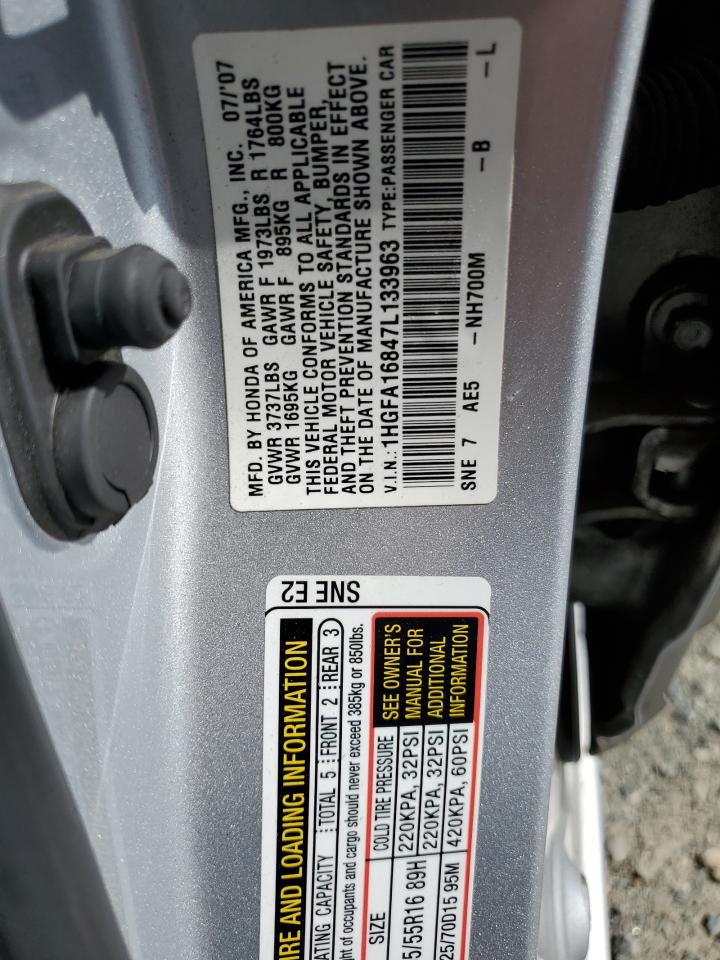 MFD. BY HONDA OF AMERICA MFG., INC. 07/'07
GVWR 3737LBS GAWR F 1973LBS R 1764LBS
GVWR 1695KG GAWR F 895KG R 800KG
THIS VEHICLE CONFORMS TO ALL APPLICABLE
FEDERAL MOTOR VEHICLE SAFETY, BUMPER,
AND THEFT PREVENTION STANDARDS IN EFFECT
ON THE DATE OF MANUFACTURE SHOWN ABOVE.
V.I.N.: 1HGFA16847L133963 TYPE:PASSENGER CAR
SNE 7 AE5 -NH700M -B -L
SNE E2
IRE AND LOADING INFORMATION
ATING CAPACITY TOTAL 5 FRONT 2 REAR 3
ht of occupants and cargo should never exceed 385kg or 850lbs.
SIZE COLD TIRE PRESSURE SEE OWNER'S
MANUAL FOR
ADDITIONAL
INFORMATION
5/55R16 89H 220KPA, 32PSI
220KPA, 32PSI
25/70D15 95M 420KPA, 60PSI